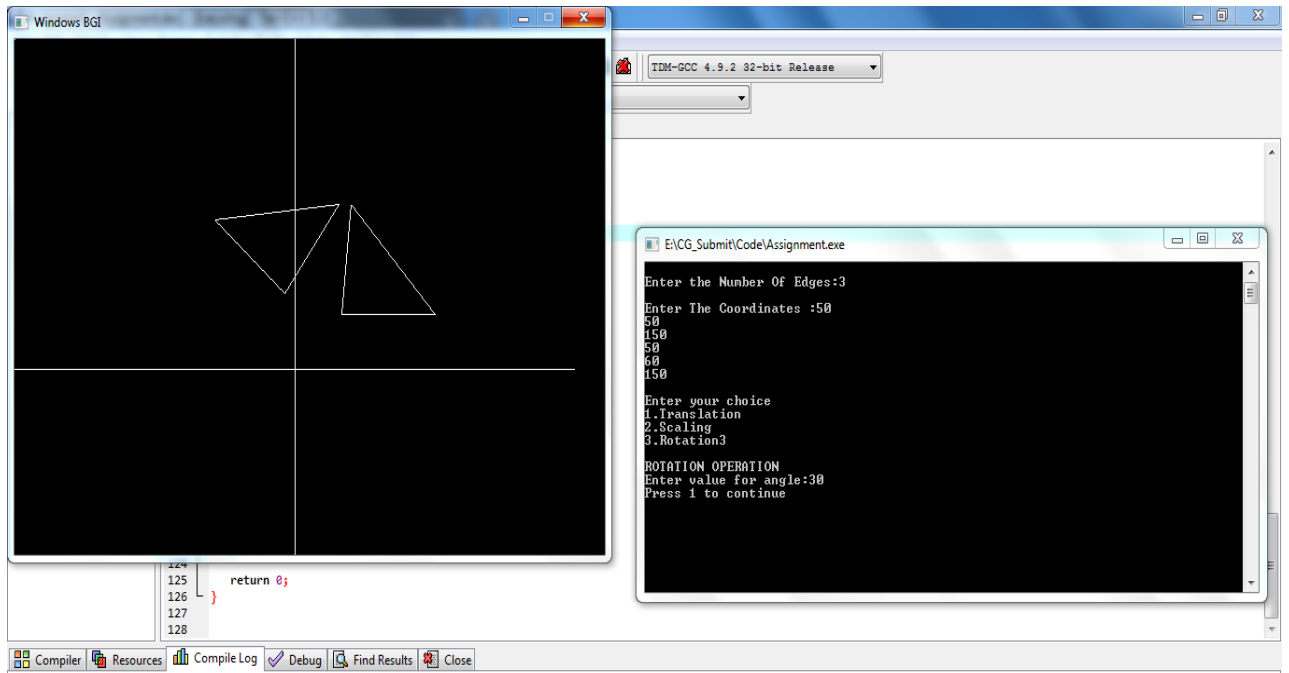 Windows BGI
TDM-GCC 4.9.2 32-bit Release
E:\CG_Submit\Code\Assignment.exe
Enter the Number Of Edges:3
Enter The Coordinates :50
50
150
50
60
150
Enter your choice
1.Translation
2.Scaling
3.Rotation3
ROTATION OPERATION
Enter value for angle:30
Press 1 to continue
124
125 return 0;
126 }
127
128
Compiler Resources Compile Log Debug Find Results Close